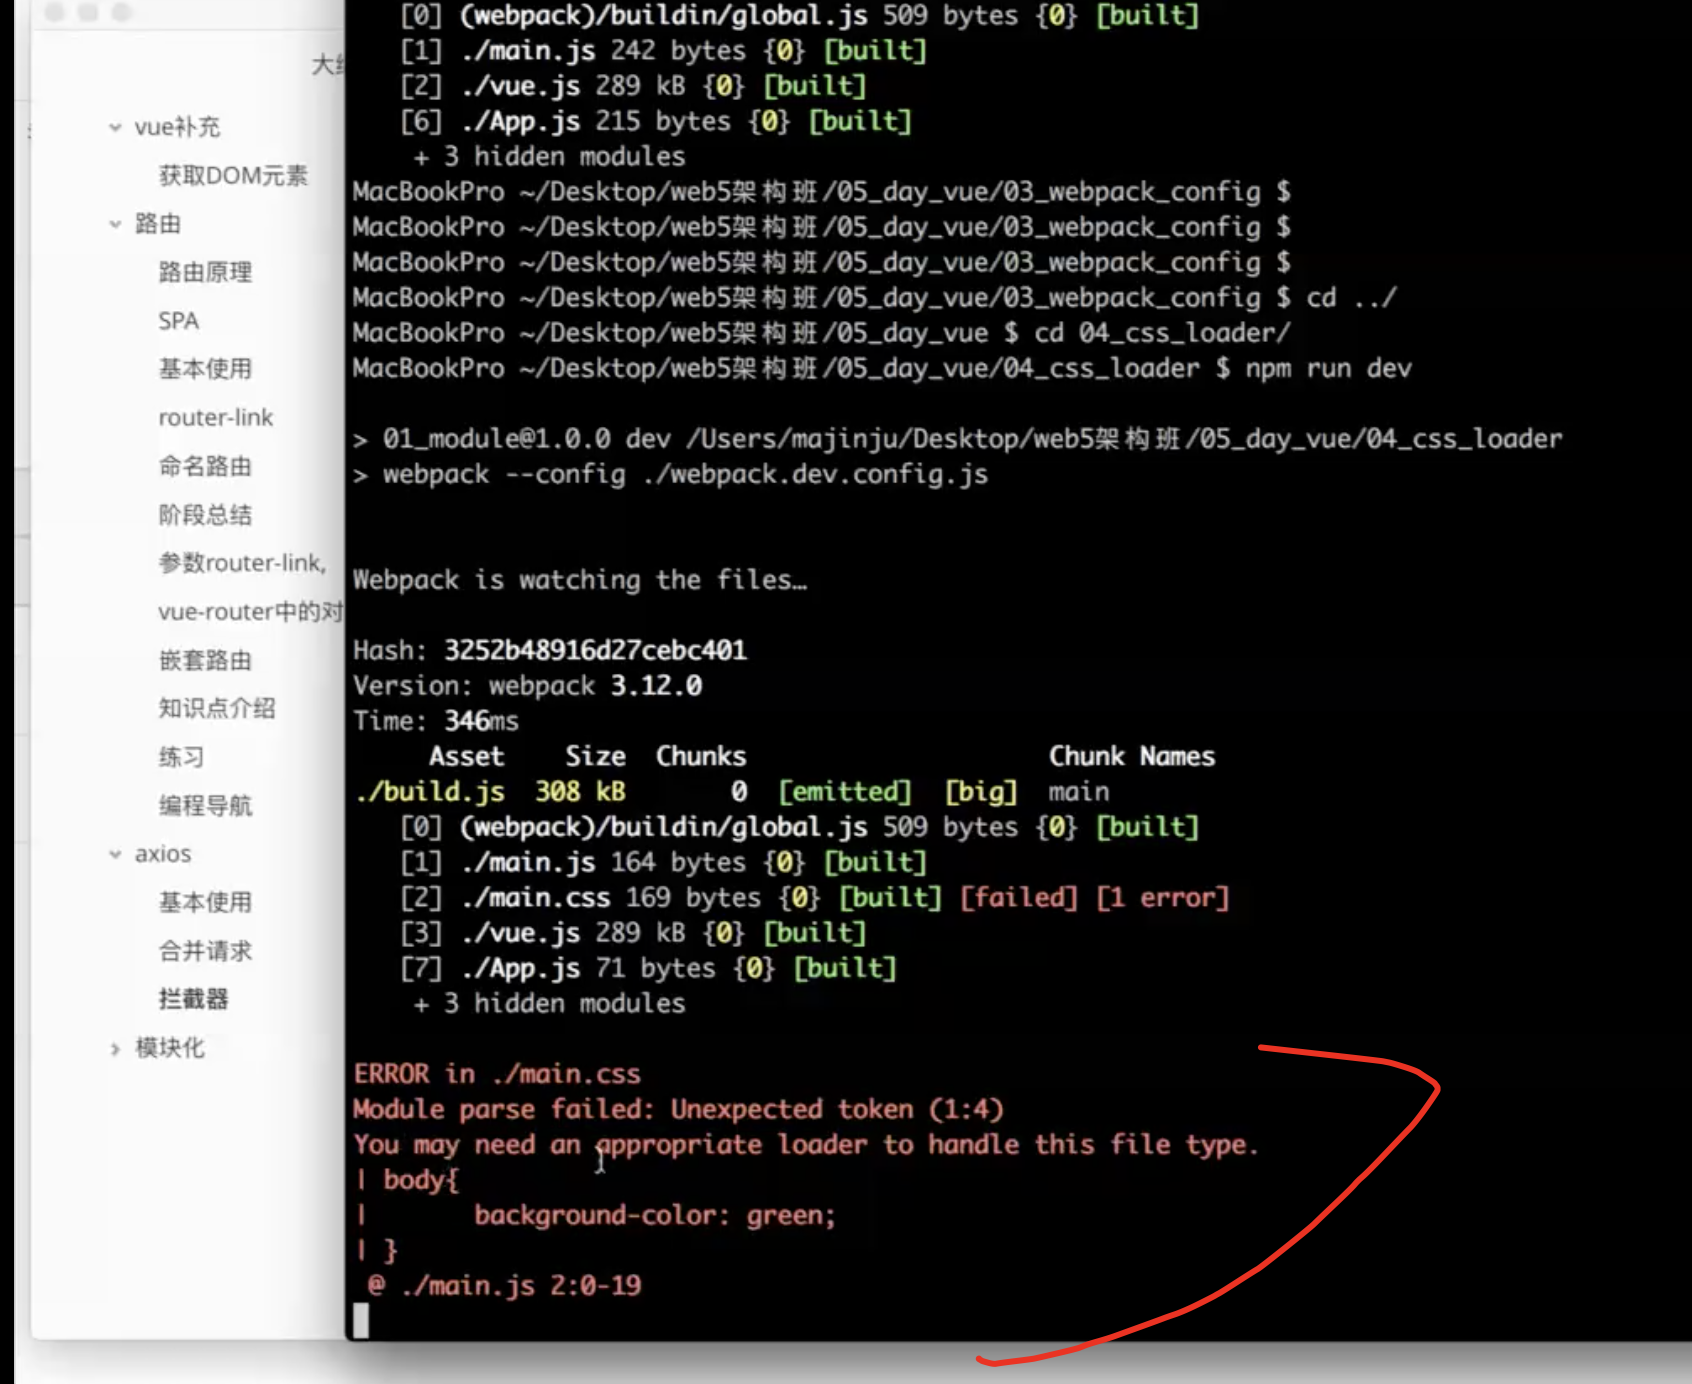 大纲
vue补充
获取DOM元素
路由
路由原理
SPA
基本使用
router-link
命名路由
阶段总结
参数router-link,
vue-router中的对
嵌套路由
知识点介绍
练习
编程导航
axios
基本使用
合并请求
拦截器
模块化
[0] (webpack)/buildin/global.js 509 bytes {0} [built]
[1] ./main.js 242 bytes {0} [built]
[2] ./vue.js 289 kB {0} [built]
[6] ./App.js 215 bytes {0} [built]
+ 3 hidden modules
MacBookPro ~/Desktop/web5架构班/05_day_vue/03_webpack_config $
MacBookPro ~/Desktop/web5架构班/05_day_vue/03_webpack_config $
MacBookPro ~/Desktop/web5架构班/05_day_vue/03_webpack_config $
MacBookPro ~/Desktop/web5架构班/05_day_vue/03_webpack_config $ cd ../
MacBookPro ~/Desktop/web5架构班/05_day_vue $ cd 04_css_loader/
MacBookPro ~/Desktop/web5架构班/05_day_vue/04_css_loader $ npm run dev
> 01_module@1.0.0 dev /Users/majinju/Desktop/web5架构班/05_day_vue/04_css_loader
> webpack --config ./webpack.dev.config.js
Webpack is watching the files…
Hash: 3252b48916d27cebc401
Version: webpack 3.12.0
Time: 346ms
Asset Size Chunks Chunk Names
./build.js 308 kB 0 [emitted] [big] main
[0] (webpack)/buildin/global.js 509 bytes {0} [built]
[1] ./main.js 164 bytes {0} [built]
[2] ./main.css 169 bytes {0} [built] [failed] [1 error]
[3] ./vue.js 289 kB {0} [built]
[7] ./App.js 71 bytes {0} [built]
+ 3 hidden modules
ERROR in ./main.css
Module parse failed: Unexpected token (1:4)
You may need an appropriate loader to handle this file type.
| body{
| background-color: green;
| }
@ ./main.js 2:0-19